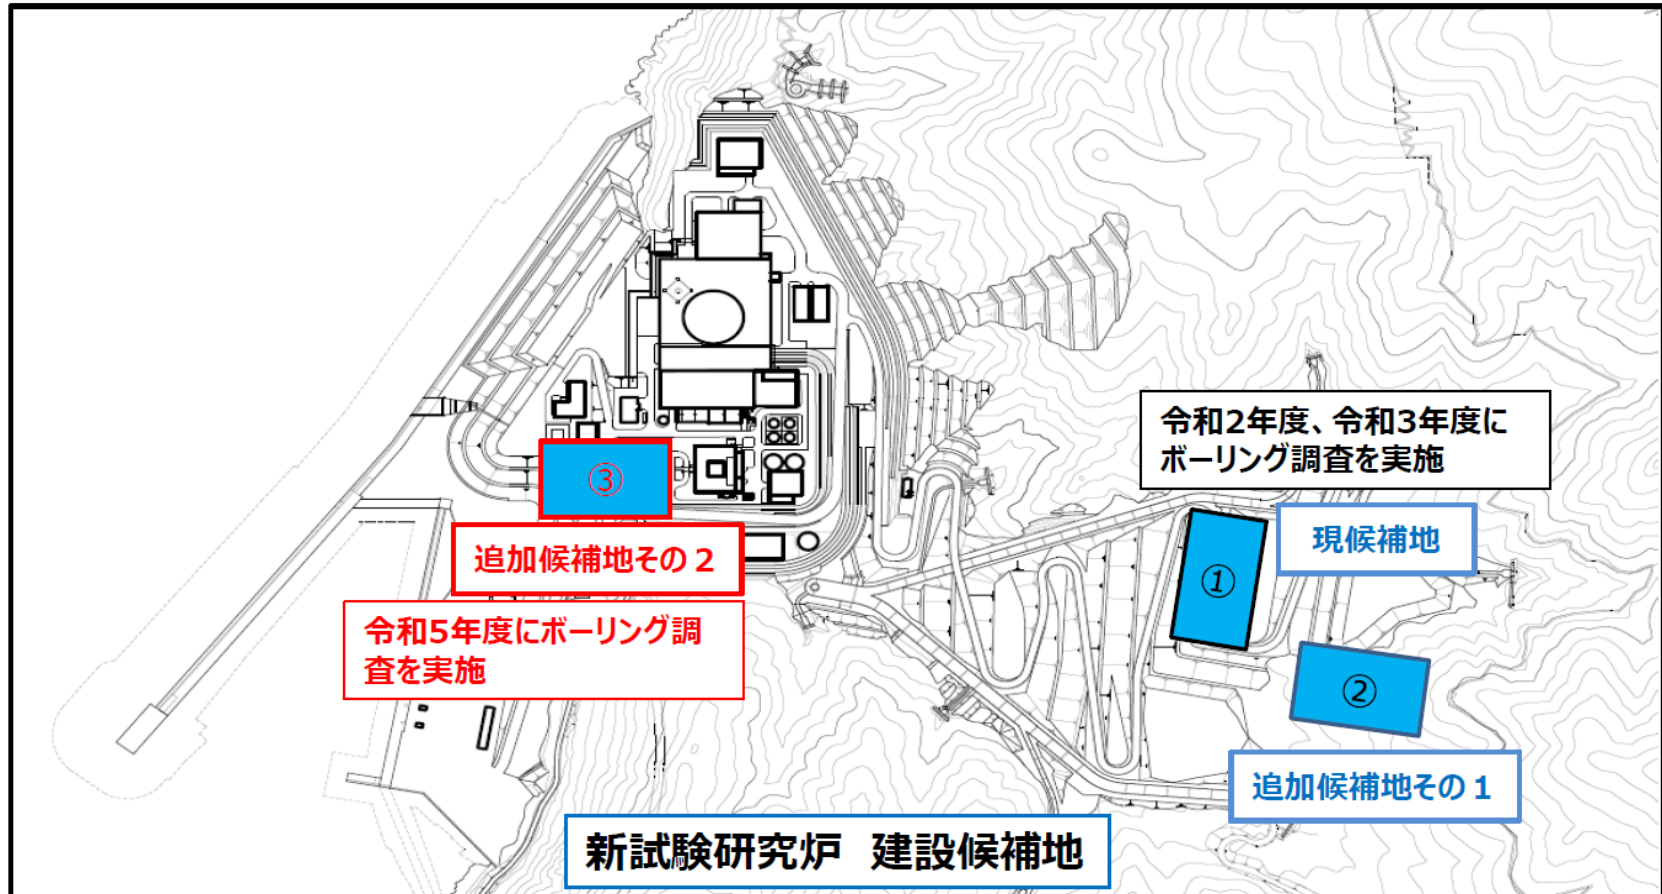 令和2年度、令和3年度に
ボーリング調査を実施
現候補地
①
②
追加候補地その1
③
追加候補地その2
令和5年度にボーリング調
査を実施
新試験研究炉 建設候補地